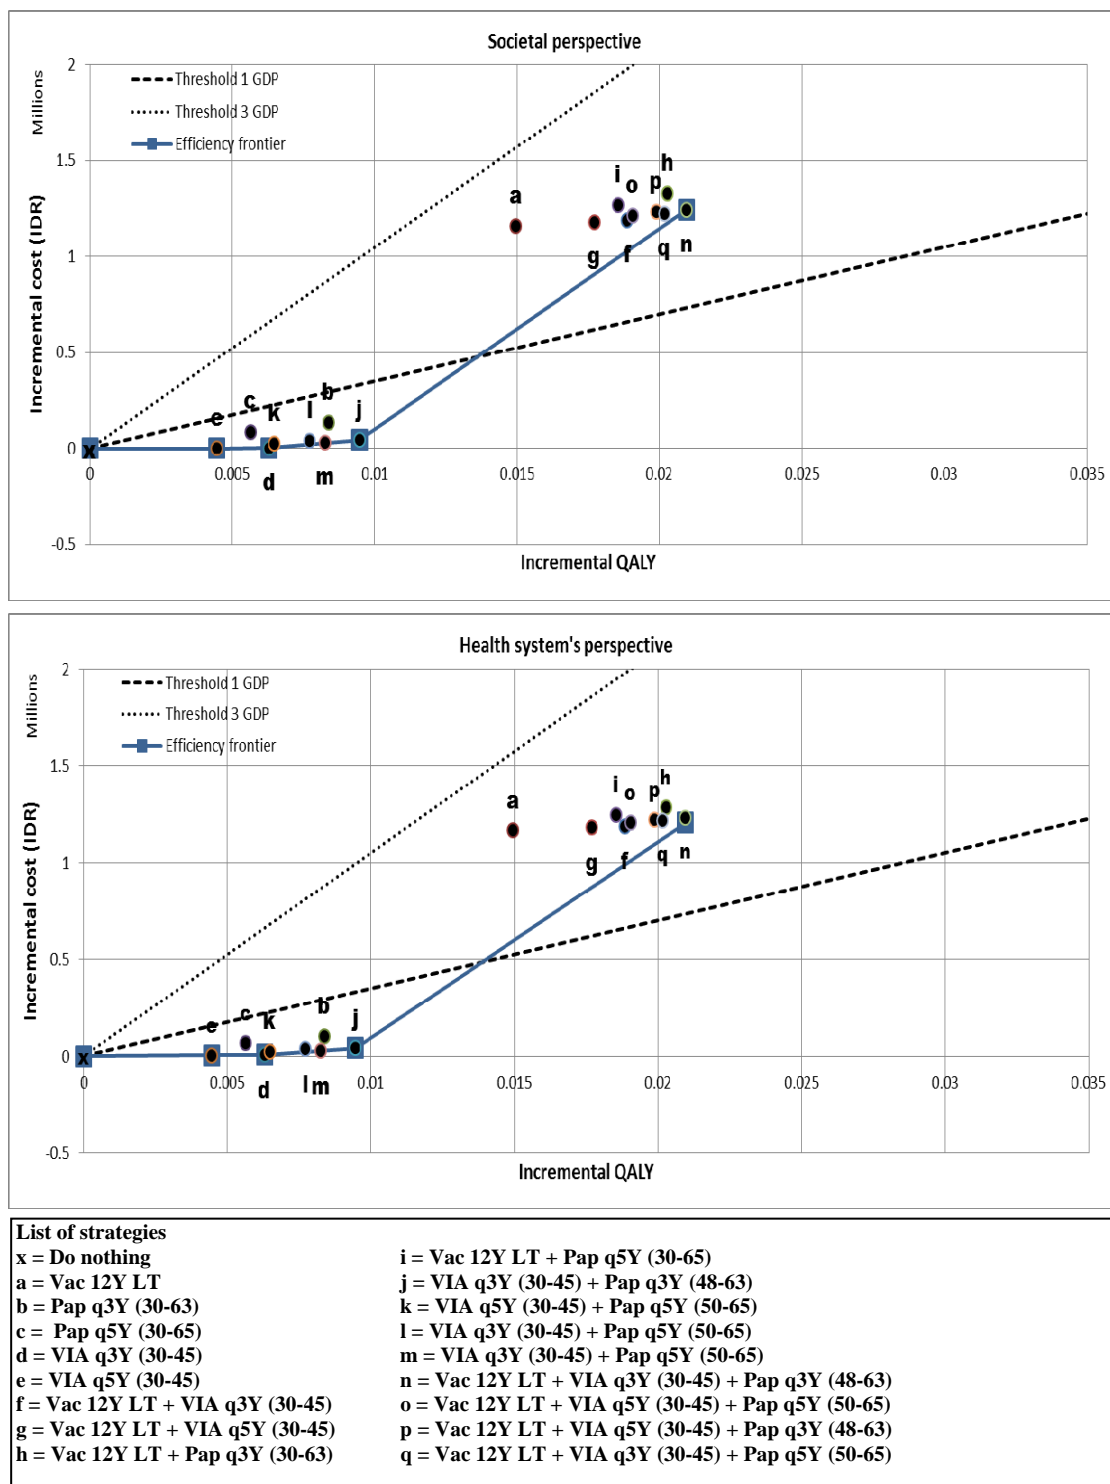 Societal perspective
Millions
Incremental cost (IDR)
2
1.5
1
0.5
0
-0.5
Threshold 1 GDP
Threshold 3 GDP
Efficiency frontier
a
i
o
p
h
g
f
q
n
e
c
k
l
b
j
x
d
m
0
0.005
0.01
0.015
0.02
0.025
0.03
0.035
Incremental QALY
Health system's perspective
Millions
Incremental cost (IDR)
2
1.5
1
0.5
0
-0.5
Threshold 1 GDP
Threshold 3 GDP
Efficiency frontier
a
i
o
p
h
g
f
q
n
e
c
k
b
j
x
d
l
m
0
0.005
0.01
0.015
0.02
0.025
0.03
0.035
Incremental QALY
List of strategies
x = Do nothing
a = Vac 12Y LT
b = Pap q3Y (30-63)
c = Pap q5Y (30-65)
d = VIA q3Y (30-45)
e = VIA q5Y (30-45)
f = Vac 12Y LT + VIA q3Y (30-45)
g = Vac 12Y LT + VIA q5Y (30-45)
h = Vac 12Y LT + Pap q3Y (30-63)
i = Vac 12Y LT + Pap q5Y (30-65)
j = VIA q3Y (30-45) + Pap q3Y (48-63)
k = VIA q5Y (30-45) + Pap q5Y (50-65)
l = VIA q3Y (30-45) + Pap q5Y (50-65)
m = VIA q3Y (30-45) + Pap q5Y (50-65)
n = Vac 12Y LT + VIA q3Y (30-45) + Pap q3Y (48-63)
o = Vac 12Y LT + VIA q5Y (30-45) + Pap q5Y (50-65)
p = Vac 12Y LT + VIA q5Y (30-45) + Pap q3Y (48-63)
q = Vac 12Y LT + VIA q3Y (30-45) + Pap q5Y (50-65)